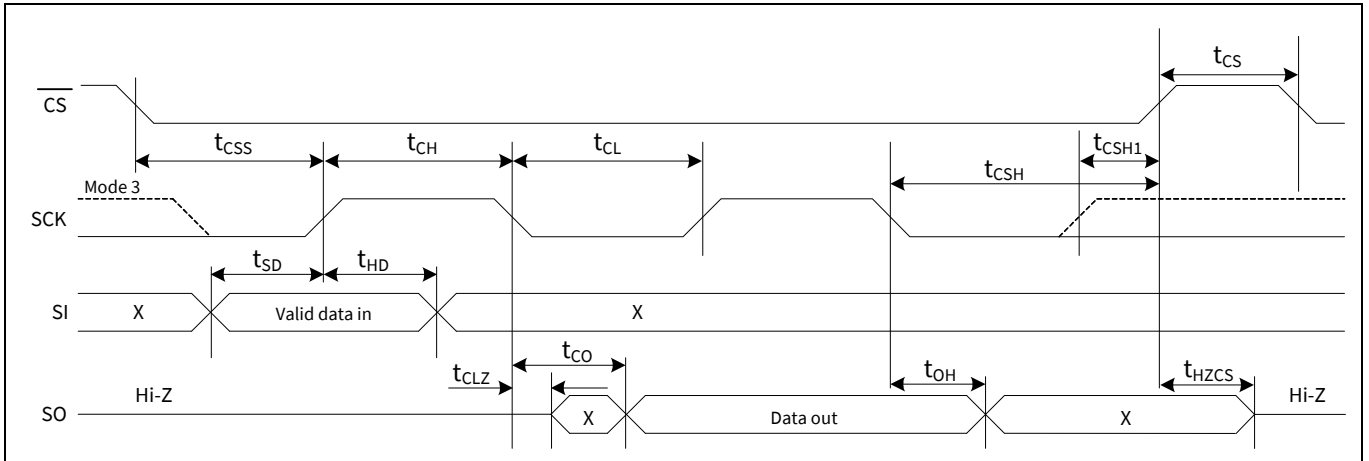 tCS
CS
tCSS tCH tCL tCSH tCSH1
Mode 3
SCK
tSD tHD
SI X Valid data in X
tCLZ tCO tOH tHZCS
SO Hi-Z X Data out X Hi-Z